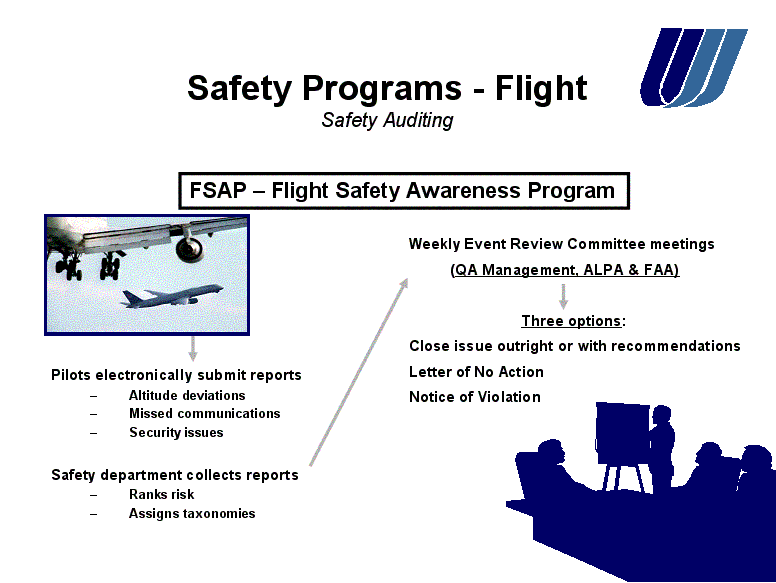 Safety Programs - Flight
Safety Auditing
FSAP – Flight Safety Awareness Program
Pilots electronically submit reports
– Altitude deviations
– Missed communications
– Security issues
Safety department collects reports
– Ranks risk
– Assigns taxonomies
Weekly Event Review Committee meetings
(QA Management, ALPA & FAA)
Three options:
Close issue outright or with recommendations
Letter of No Action
Notice of Violation